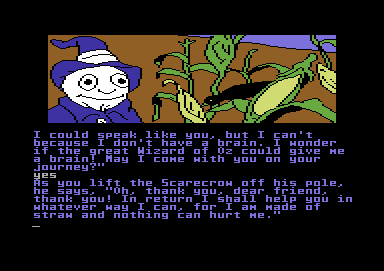 I could speak like you, but I can't
because I don't have a brain. I wonder
if the great Wizard of Oz could give me
a brain! May I come with you on your
journey?"
yes
As you lift the Scarecrow off his pole,
he says, "Oh, thank you, dear friend,
thank you! In return I shall help you in
whatever way I can, for I am made of
straw and nothing can hurt me."